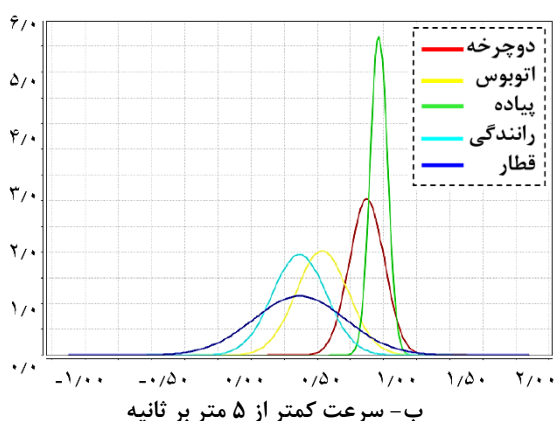 ۶/۰
۵/۰
۴/۰
۳/۰
۲/۰
۱/۰
۰/۰
دوچرخه
اتوبوس
پیاده
رانندگی
قطار
-۱/۰۰ -۰/۵۰ ۰/۰۰ ۰/۵۰ ۱/۰۰ ۱/۵۰ ۲/۰۰
ب- سرعت کمتر از ۵ متر بر ثانیه